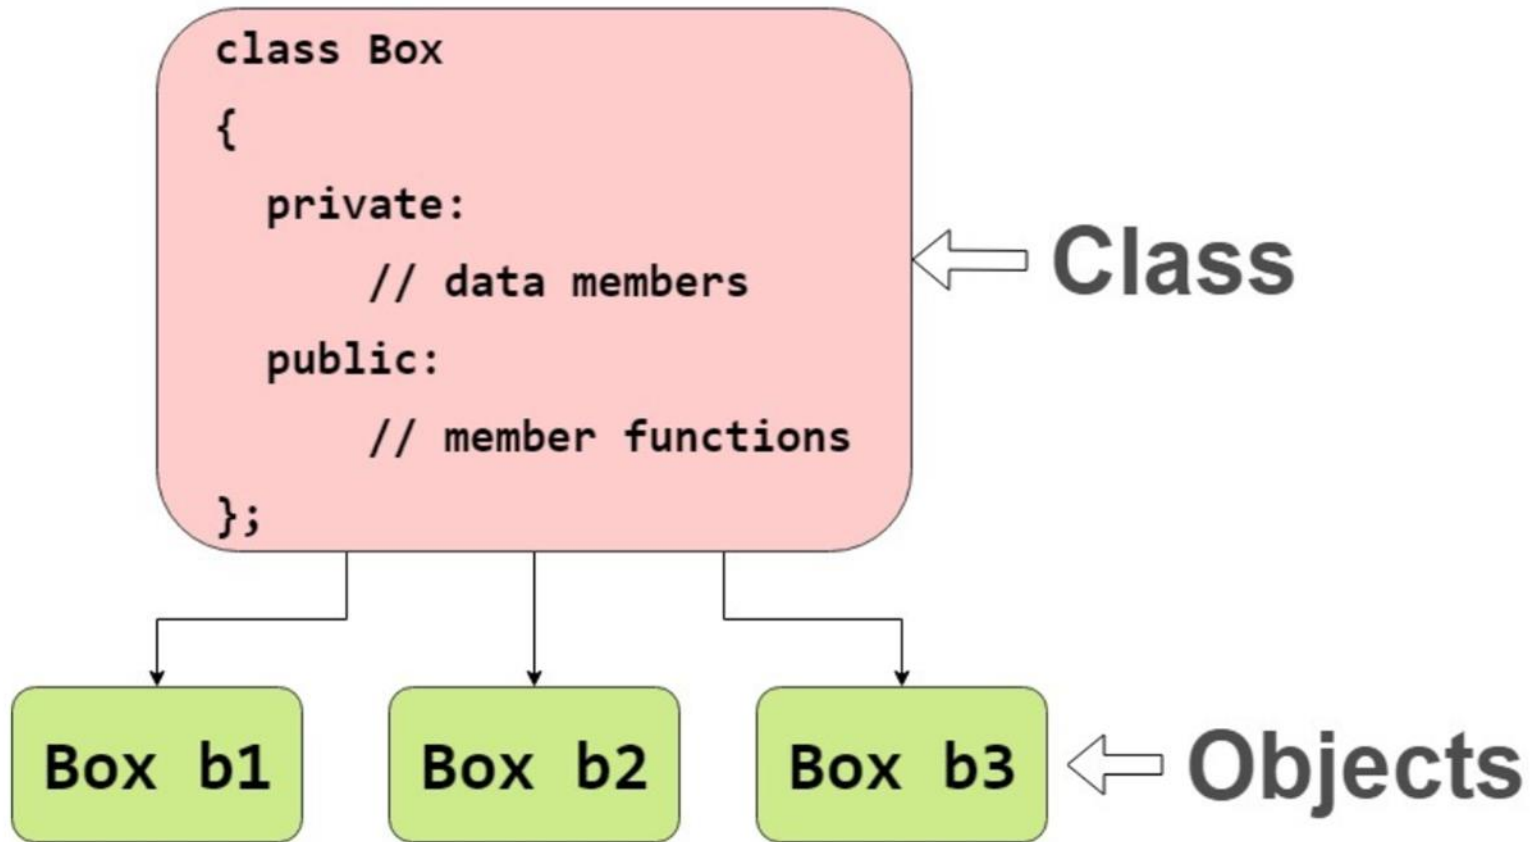 class Box
{
private:
// data members
public:
// member functions
};
Class
Box b1
Box b2
Box b3
Objects